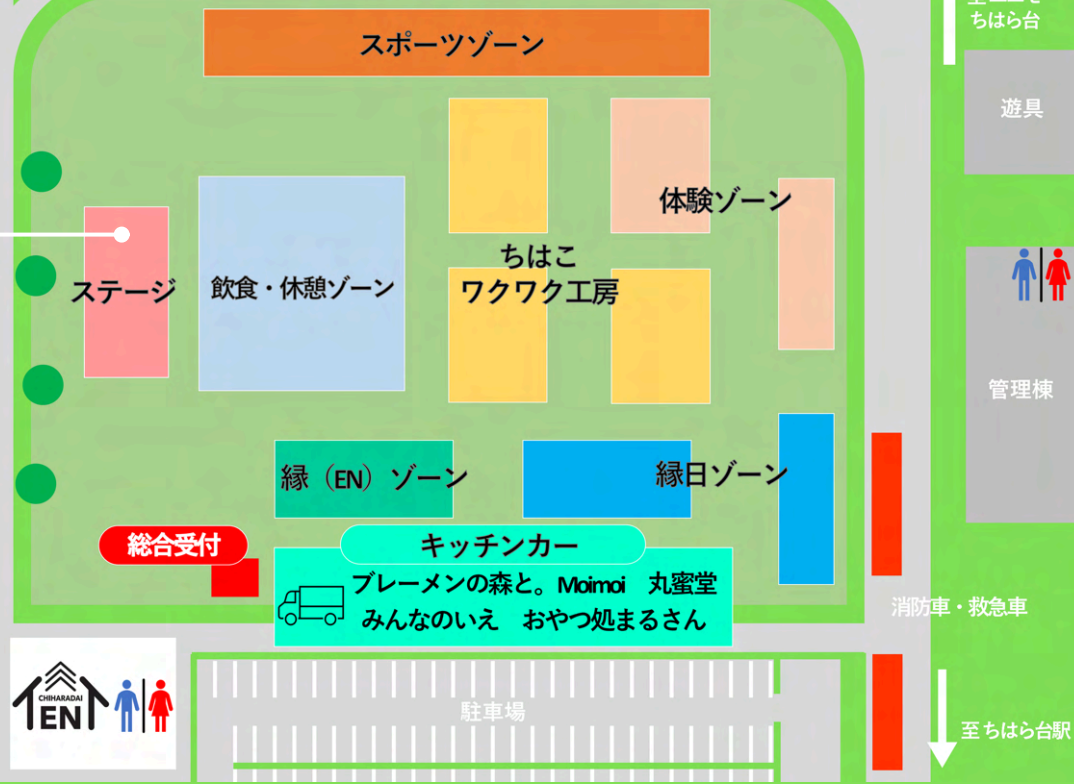 ちはら台
スポーツゾーン
遊具
体験ゾーン
ちはこ
ワクワク工房
ステージ
飲食・休憩ゾーン
管理棟
縁（EN）ゾーン
縁日ゾーン
総合受付
キッチンカー
ブレーメンの森と。Moimoi　丸蜜堂
みんなのいえ　おやつ処まるさん
消防車・救急車
CHIHARADAI
EN
駐車場
至ちはら台駅